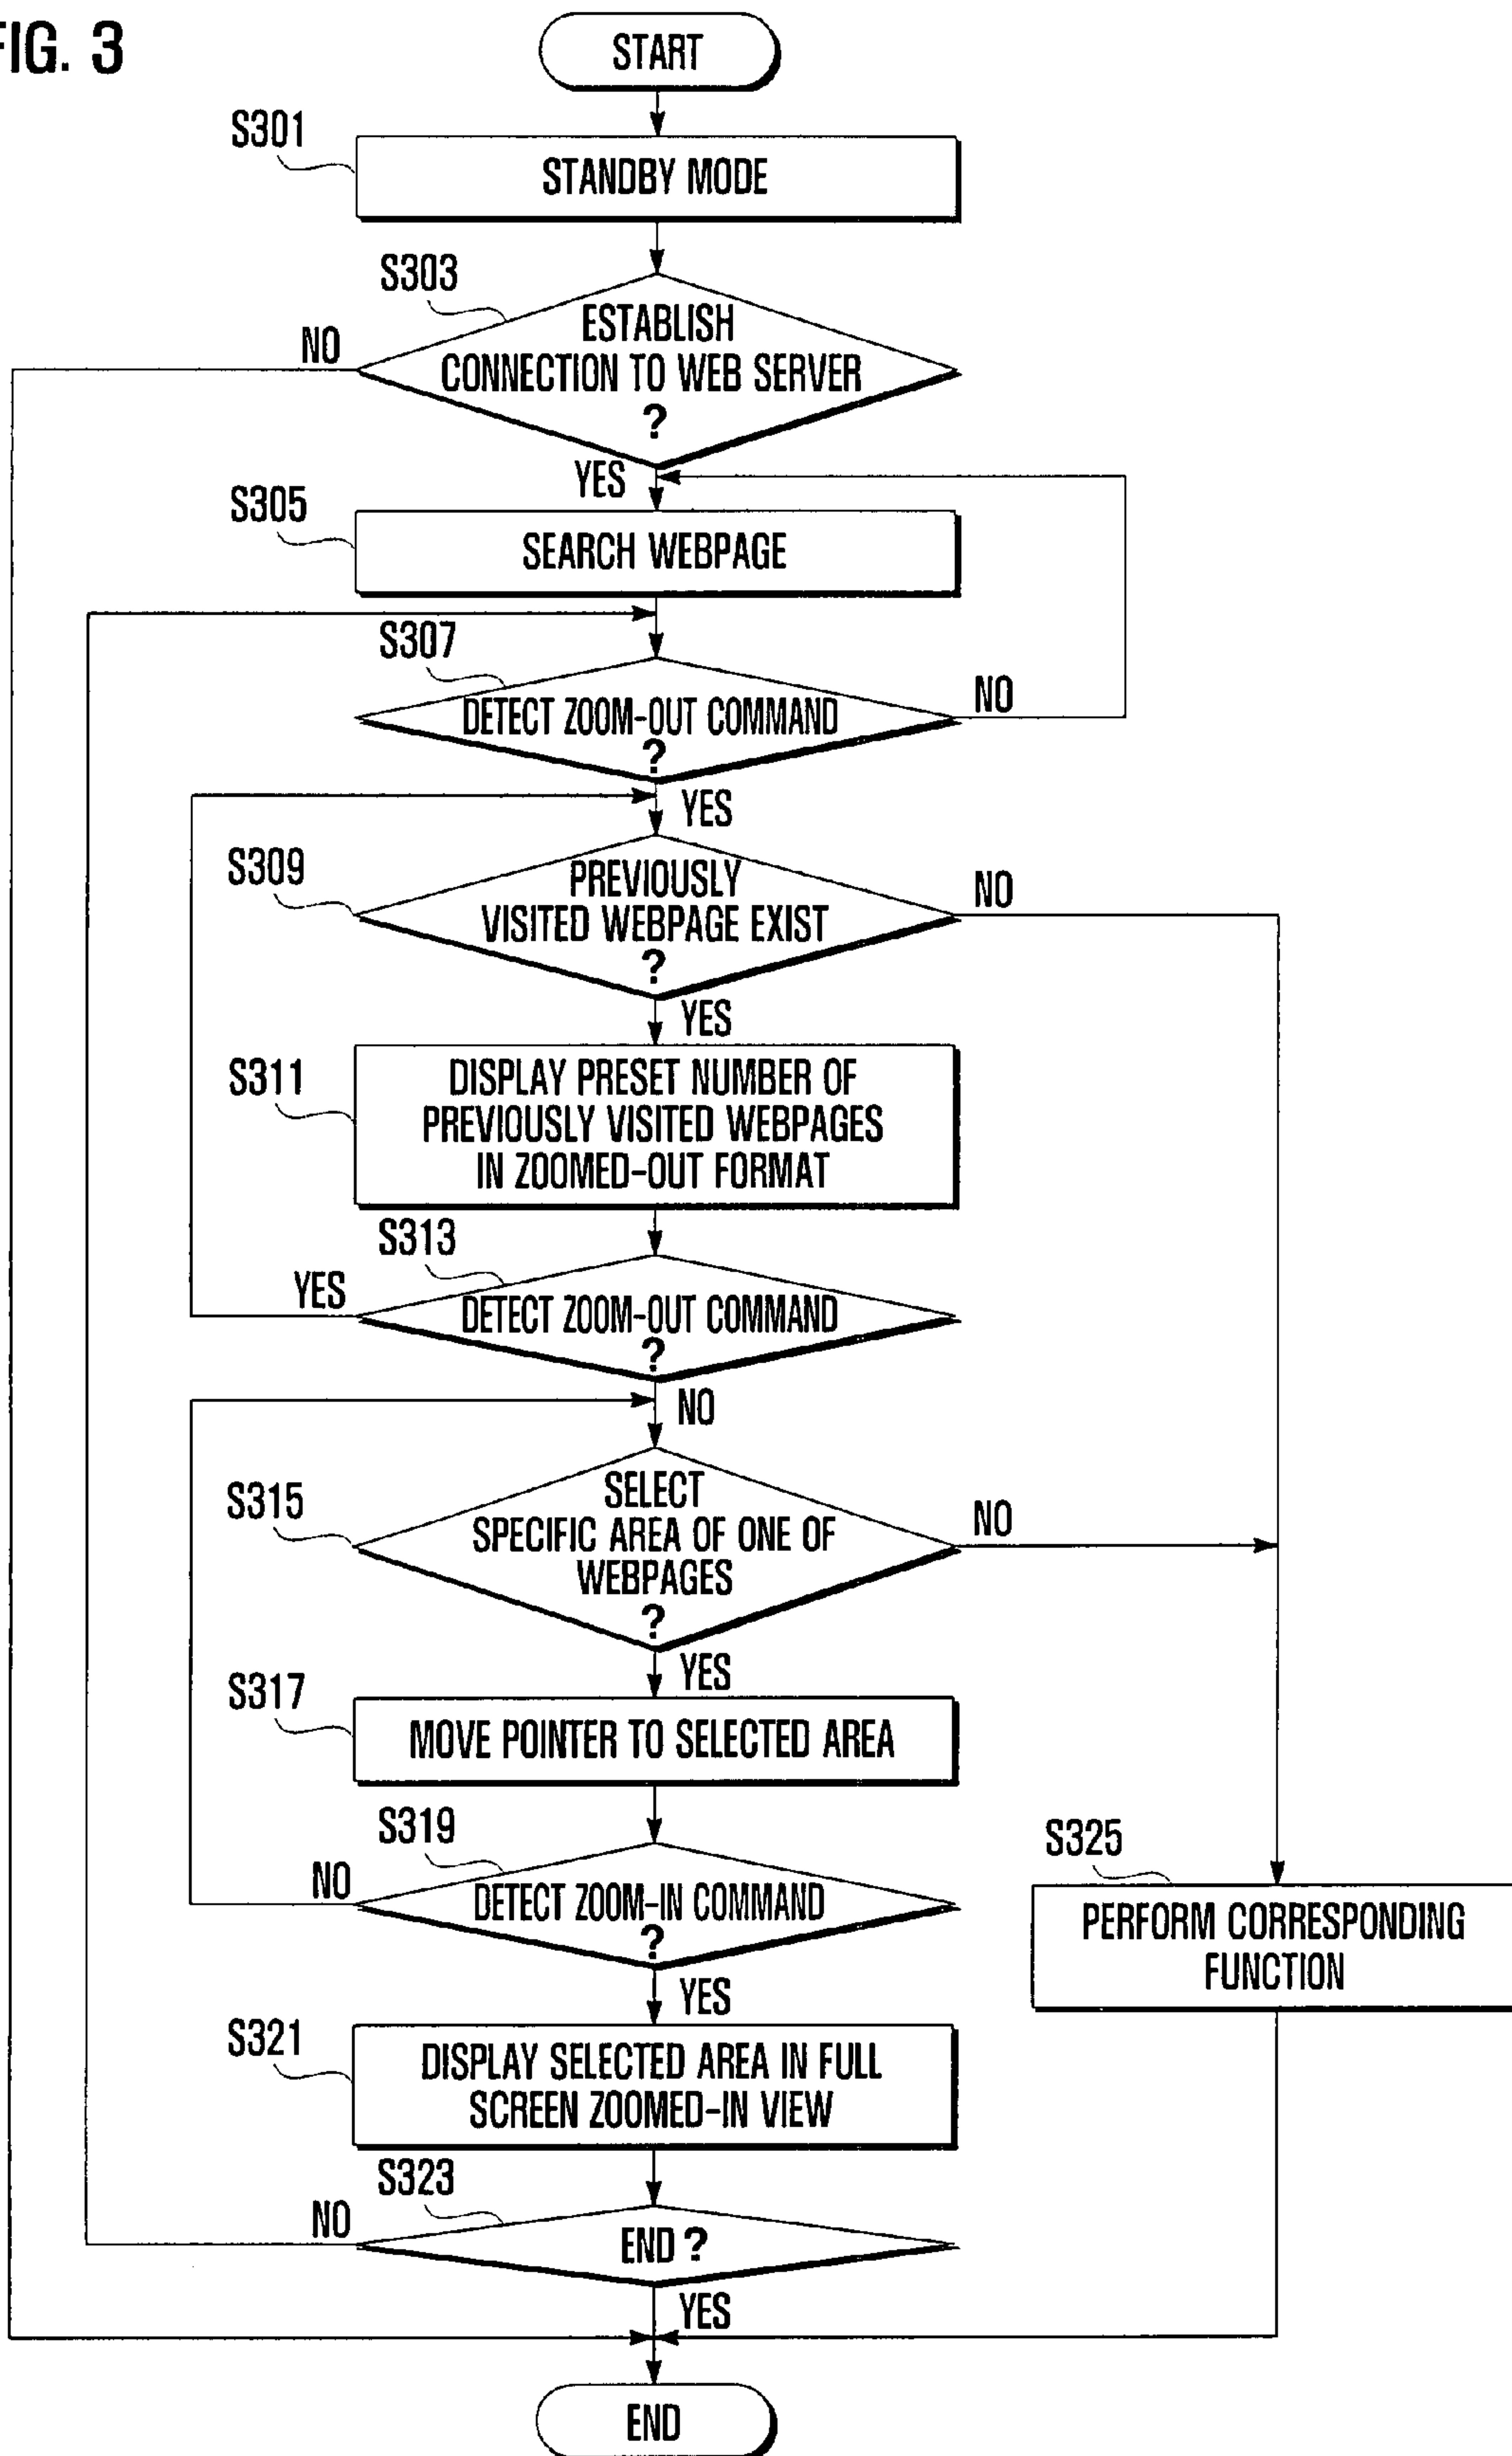 FIG. 3
START
S301
STANDBY MODE
S303
ESTABLISH
CONNECTION TO WEB SERVER
?
NO
YES
S305
SEARCH WEBPAGE
S307
DETECT ZOOM-OUT COMMAND
?
NO
YES
S309
PREVIOUSLY
VISITED WEBPAGE EXIST
?
NO
YES
S311
DISPLAY PRESET NUMBER OF
PREVIOUSLY VISITED WEBPAGES
IN ZOOMED-OUT FORMAT
S313
DETECT ZOOM-OUT COMMAND
?
YES
NO
S315
SELECT
SPECIFIC AREA OF ONE OF
WEBPAGES
?
NO
YES
S317
MOVE POINTER TO SELECTED AREA
S319
DETECT ZOOM-IN COMMAND
?
NO
YES
S325
PERFORM CORRESPONDING
FUNCTION
S321
DISPLAY SELECTED AREA IN FULL
SCREEN ZOOMED-IN VIEW
S323
END ?
NO
YES
END